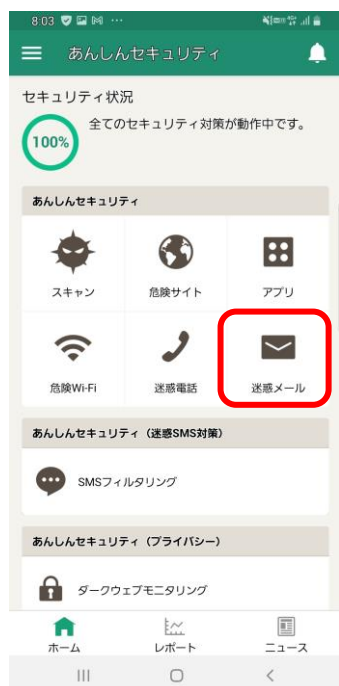 8:03
あんしんセキュリティ
セキュリティ状況
100%
全てのセキュリティ対策が動作中です。
あんしんセキュリティ
スキャン
危険サイト
アプリ
危険Wi-Fi
迷惑電話
迷惑メール
あんしんセキュリティ（迷惑SMS対策）
SMSフィルタリング
あんしんセキュリティ（プライバシー）
ダークウェブモニタリング
ホーム
レポート
ニュース